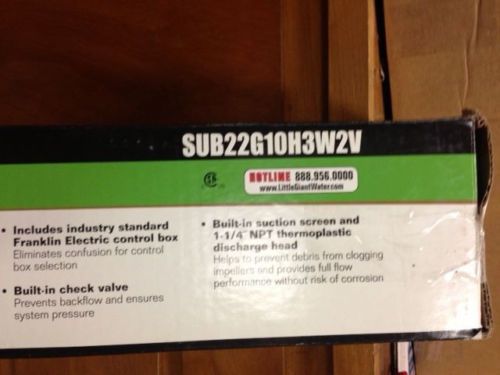 SUB22G10H3W2V
HOTLINE 888.956.0000
www.LittleGiantWater.com
• Includes industry standard
Franklin Electric control box
Eliminates confusion for control
box selection
• Built-in check valve
Prevents backflow and ensures
system pressure
• Built-in suction screen and
1-1/4" NPT thermoplastic
discharge head
Helps to prevent debris from clogging
impellers and provides full flow
performance without risk of corrosion